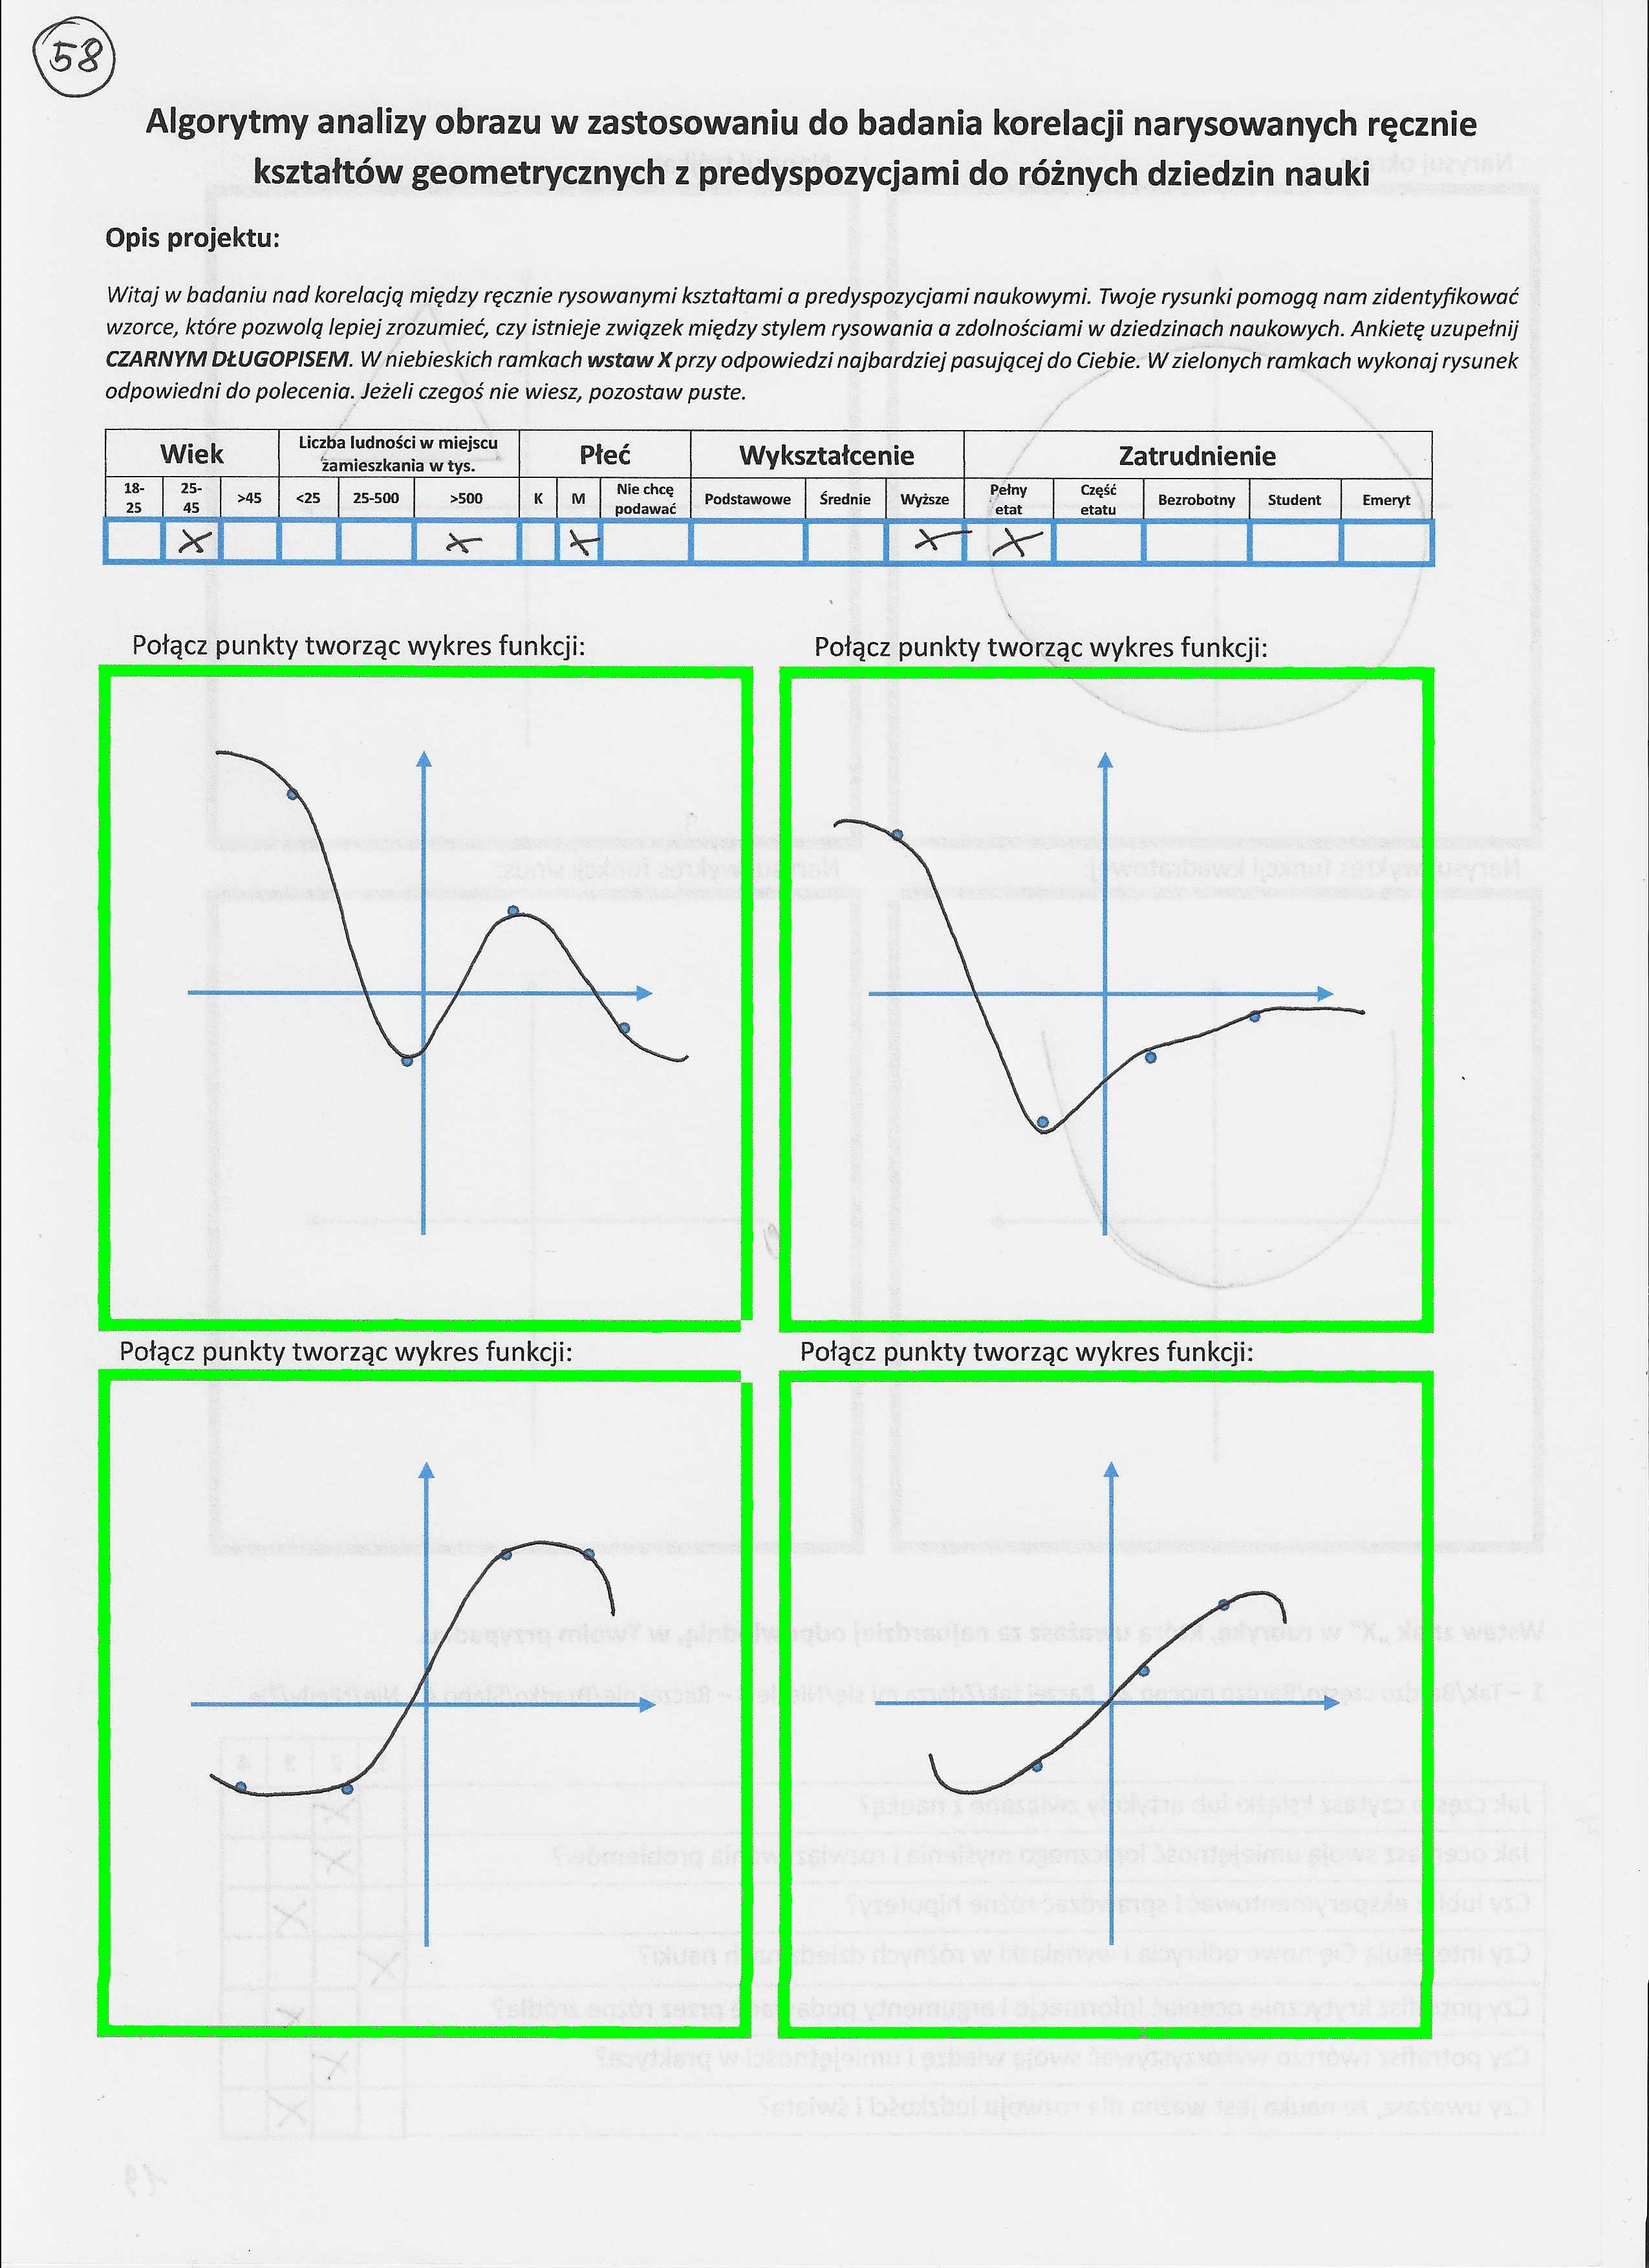 58
Algorytmy analizy obrazu w zastosowaniu do badania korelacji narysowanych ręcznie
kształtów geometrycznych z predyspozycjami do różnych dziedzin nauki
Opis projektu:
Witaj w badaniu nad korelacją między ręcznie rysowanymi kształtami a predyspozycjami naukowymi. Twoje rysunki pomogą nam zidentyfikować
wzorce, które pozwolą lepiej zrozumieć, czy istnieje związek między stylem rysowania a zdolnościami w dziedzinach naukowych. Ankietę uzupełnij
CZARNYM DŁUGOPISEM. W niebieskich ramkach wstaw X przy odpowiedzi najbardziej pasującej do Ciebie. W zielonych ramkach wykonaj rysunek
odpowiedni do polecenia. Jeżeli czegoś nie wiesz, pozostaw puste.
Wiek Liczba ludności w miejscu zamieszkania w tys. Płeć Wykształcenie Zatrudnienie
18-25 25-45 >45 <25 25-500 >500 K M Nie chcę podawać Podstawowe Średnie Wyższe Pełny etat Część etatu Bezrobotny Student Emeryt
X X X X X
Połącz punkty tworząc wykres funkcji: Połącz punkty tworząc wykres funkcji:
Połącz punkty tworząc wykres funkcji: Połącz punkty tworząc wykres funkcji: